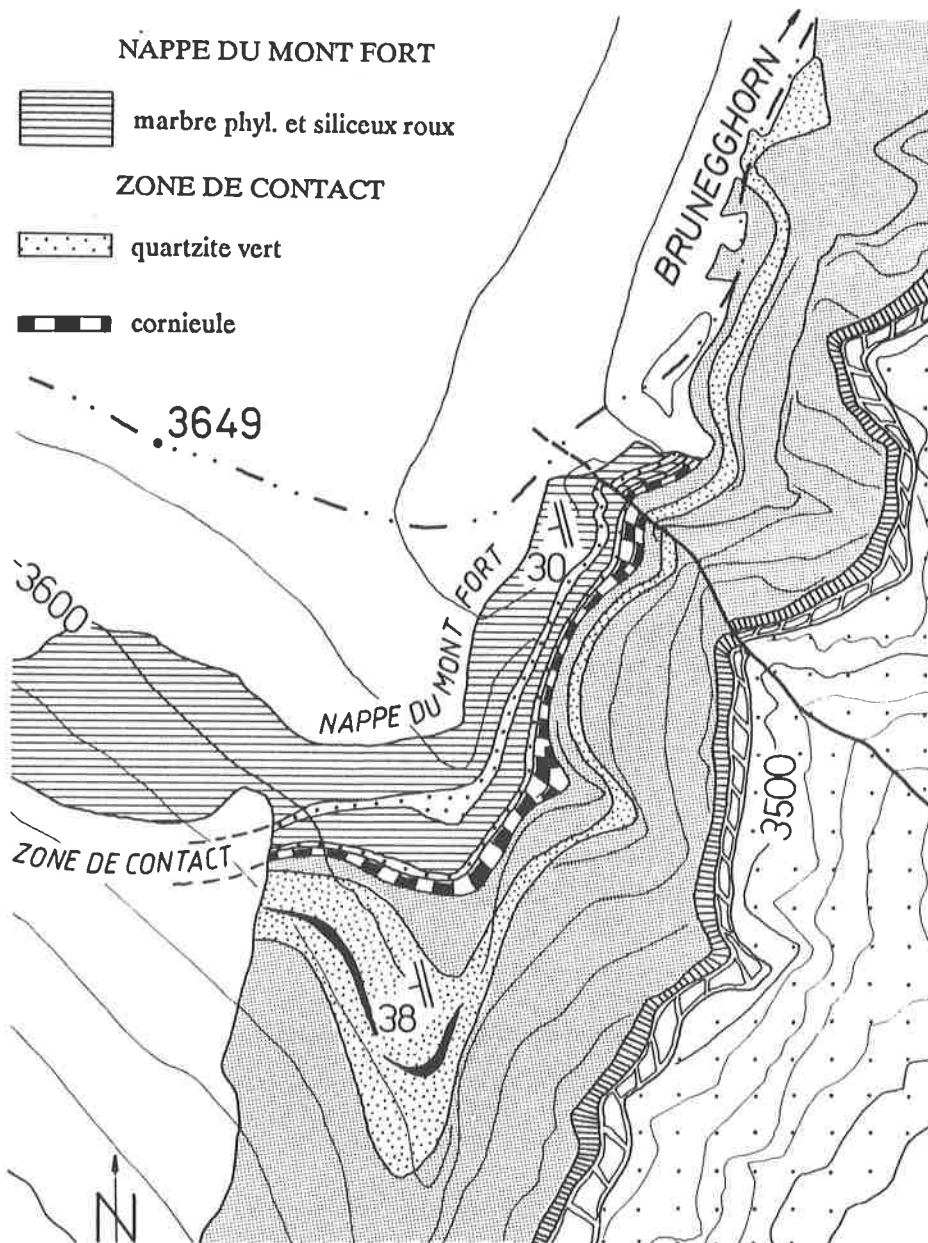 NAPPE DU MONT FORT
marbre phyl. et siliceux roux
ZONE DE CONTACT
quartzite vert
cornieule
BRUNEGGHORN
3649
3600
30
NAPPE DU MONT FORT
3500
ZONE DE CONTACT
38
N